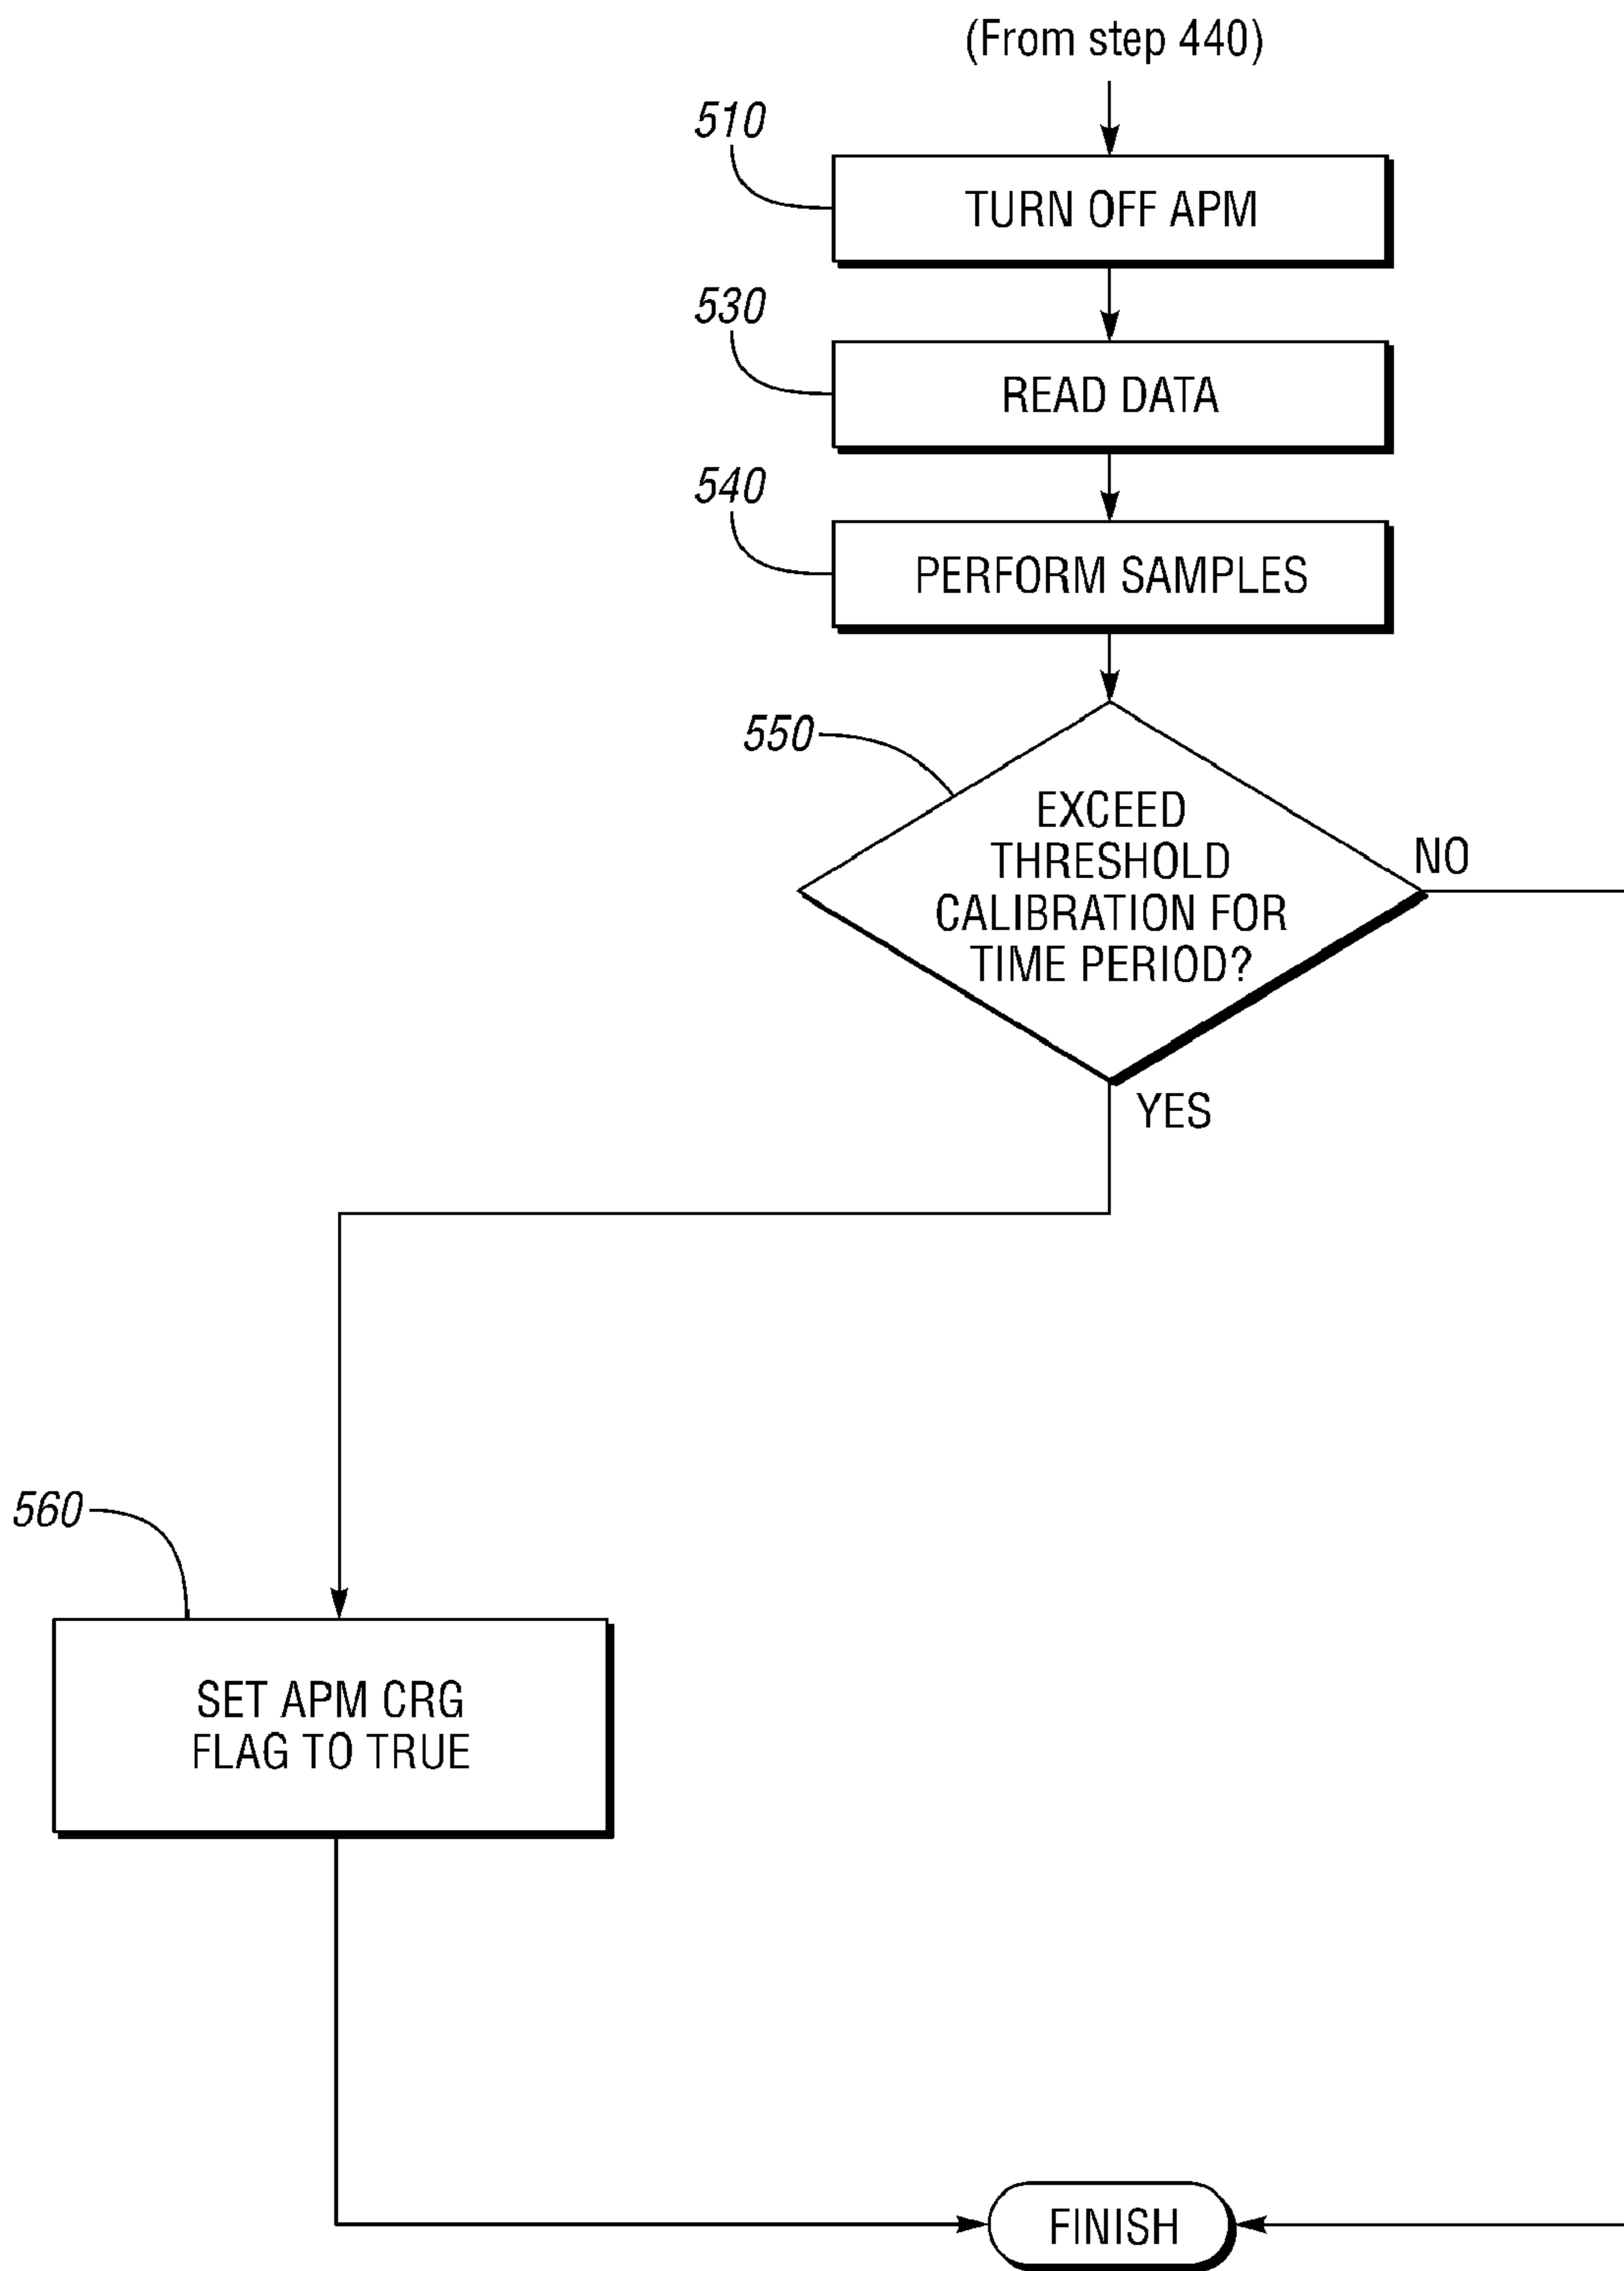 (From step 440)
510
TURN OFF APM
530
READ DATA
540
PERFORM SAMPLES
550
EXCEED
THRESHOLD
CALIBRATION FOR
TIME PERIOD?
NO
YES
560
SET APM CRG
FLAG TO TRUE
FINISH